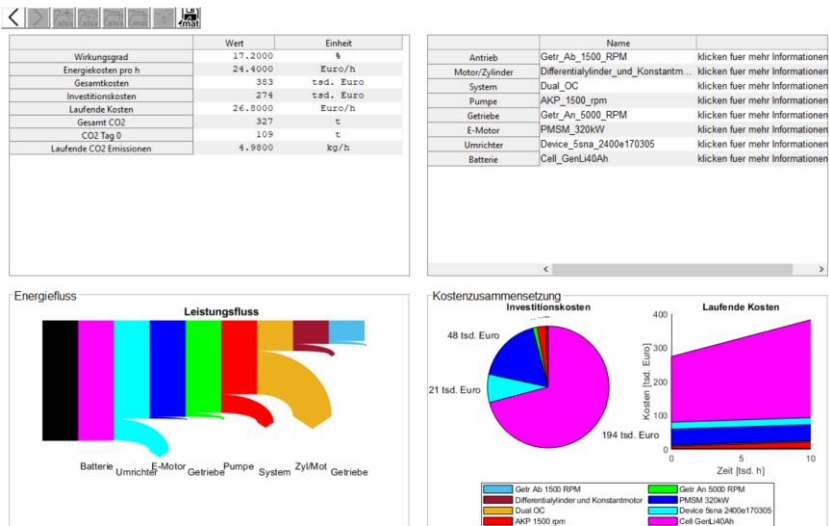 .mat
Wert Einheit
Wirkungsgrad 17.2000 %
Energiekosten pro h 24.4000 Euro/h
Gesamtkosten 383 tsd. Euro
Investitionskosten 274 tsd. Euro
Laufende Kosten 26.8000 Euro/h
Gesamt CO2 327 t
CO2 Tag 0 109 t
Laufende CO2 Emissionen 4.9800 kg/h
Name
Antrieb Getr_Ab_1500_RPM klicken fuer mehr Informationen
Motor/Zylinder Differentialylinder_und_Konstantm... klicken fuer mehr Informationen
System Dual_OC klicken fuer mehr Informationen
Pumpe AKP_1500_rpm klicken fuer mehr Informationen
Getriebe Getr_An_5000_RPM klicken fuer mehr Informationen
E-Motor PMSM_320kW klicken fuer mehr Informationen
Umrichter Device_5sna_2400e170305 klicken fuer mehr Informationen
Batterie Cell_GenLi40Ah klicken fuer mehr Informationen
Energiefluss
Leistungsfluss
Batterie Umrichter E-Motor Getriebe Pumpe System Zyl/Mot Getriebe
Kostenzusammensetzung
Investitionskosten
48 tsd. Euro
21 tsd. Euro
194 tsd. Euro
Laufende Kosten
Kosten [tsd. Euro]
400
300
200
100
0
0 5 10
Zeit [tsd. h]
Getr Ab 1500 RPM Getr An 5000 RPM
Differentialylinder und Konstantmotor PMSM 320kW
Dual OC Device 5sna 2400e170305
AKP 1500 rpm Cell GenLi40Ah